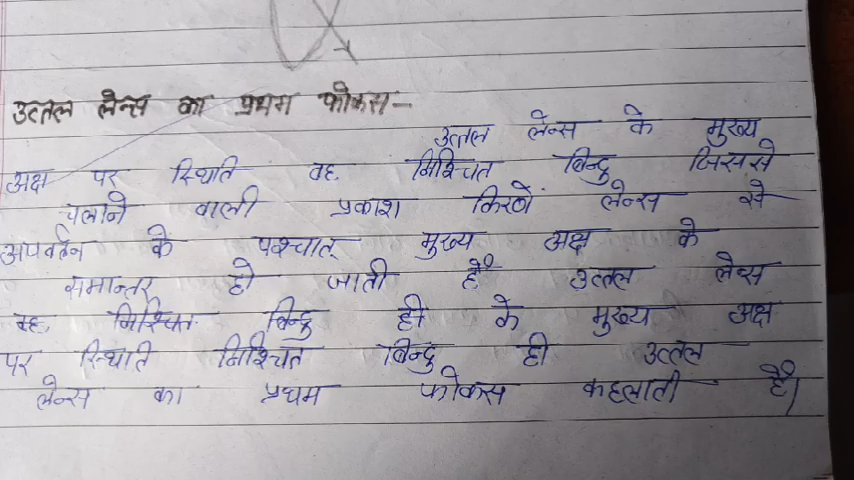 उत्तल लेन्स का प्रथम फोकस-
उत्तल लेन्स के मुख्य
अक्ष पर स्थिति वह निश्चित बिन्दु जिससे
चलाने वाली प्रकाश किरणें लेन्स से
अपवर्तन के पश्चात् मुख्य अक्ष के
समान्तर हो जाती हैं उत्तल लेन्स
वह निश्चित बिन्दु ही के मुख्य अक्ष
पर स्थिति निश्चित बिन्दु ही उत्तल
लेन्स का प्रथम फोकस कहलाती हैं।